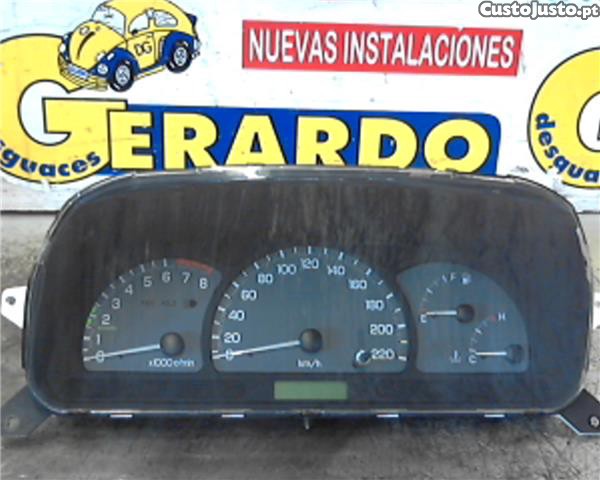 CustoJusto.pt
DG
NUEVAS INSTALACIONES
GERARDO
desguaces
desguac
0 1 2 3 4 5 6 7 8
x1000r/min
0 20 40 60 80 100 120 140 160 180 200 220
km/h
F
E
H
C